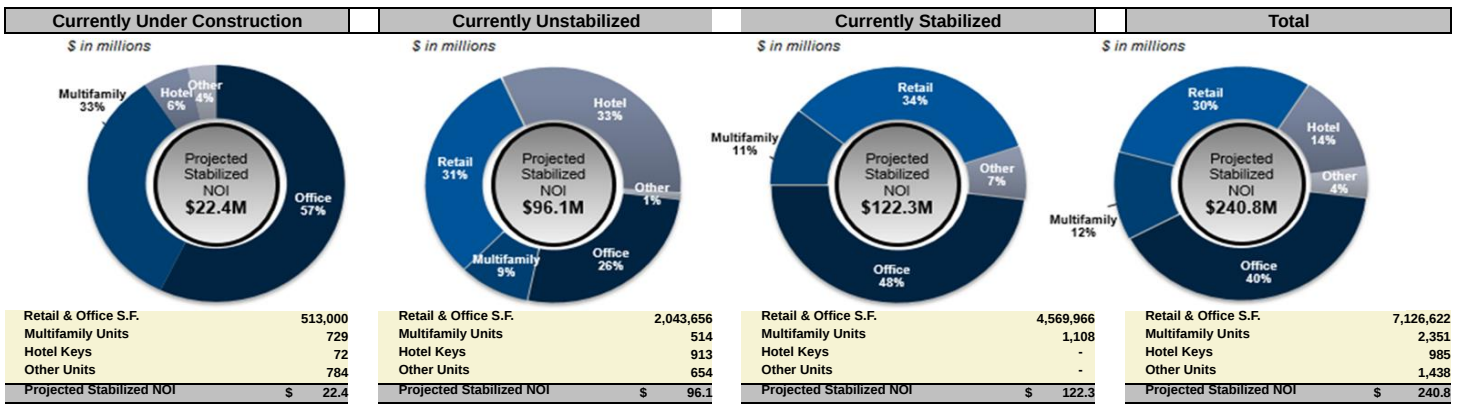 Currently Under Construction
$ in millions
Other
4%
Hotel
6%
Multifamily
33%
Office
57%
Projected
Stabilized
NOI
$22.4M
Retail & Office S.F. 513,000
Multifamily Units 729
Hotel Keys 72
Other Units 784
Projected Stabilized NOI $ 22.4
Currently Unstabilized
$ in millions
Hotel
33%
Retail
31%
Other
1%
Office
26%
Multifamily
9%
Projected
Stabilized
NOI
$96.1M
Retail & Office S.F. 2,043,656
Multifamily Units 514
Hotel Keys 913
Other Units 654
Projected Stabilized NOI $ 96.1
Currently Stabilized
$ in millions
Retail
34%
Multifamily
11%
Other
7%
Office
48%
Projected
Stabilized
NOI
$122.3M
Retail & Office S.F. 4,569,966
Multifamily Units 1,108
Hotel Keys -
Other Units -
Projected Stabilized NOI $ 122.3
Total
$ in millions
Retail
30%
Hotel
14%
Other
4%
Multifamily
12%
Office
40%
Projected
Stabilized
NOI
$240.8M
Retail & Office S.F. 7,126,622
Multifamily Units 2,351
Hotel Keys 985
Other Units 1,438
Projected Stabilized NOI $ 240.8